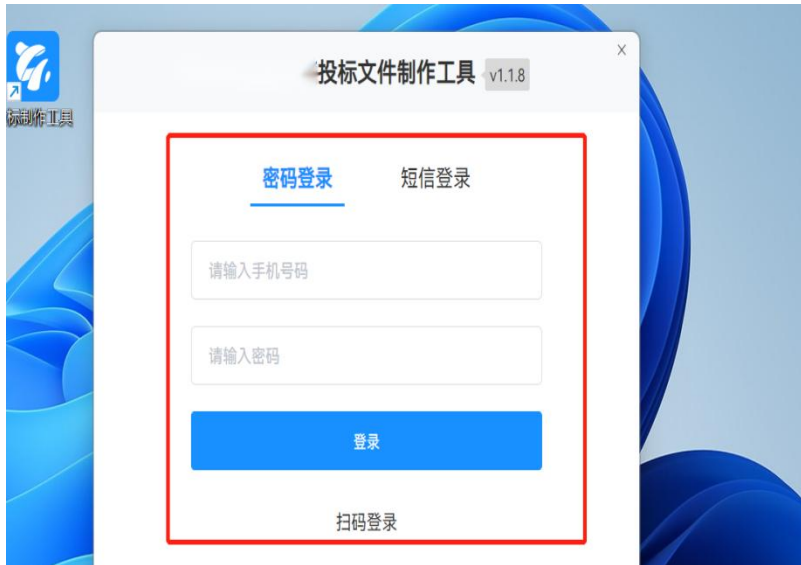 投标文件制作工具 v1.1.8
标制作工具
密码登录 短信登录
请输入手机号码
请输入密码
登录
扫码登录